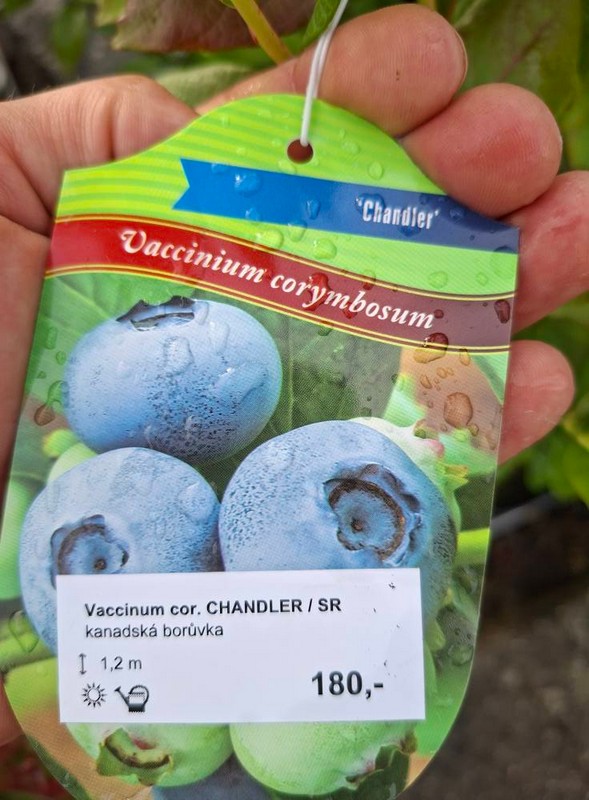 'Chandler'
Vaccinium corymbosum
Vaccinum cor. CHANDLER / SR
kanadská borůvka
1,2 m
180,-